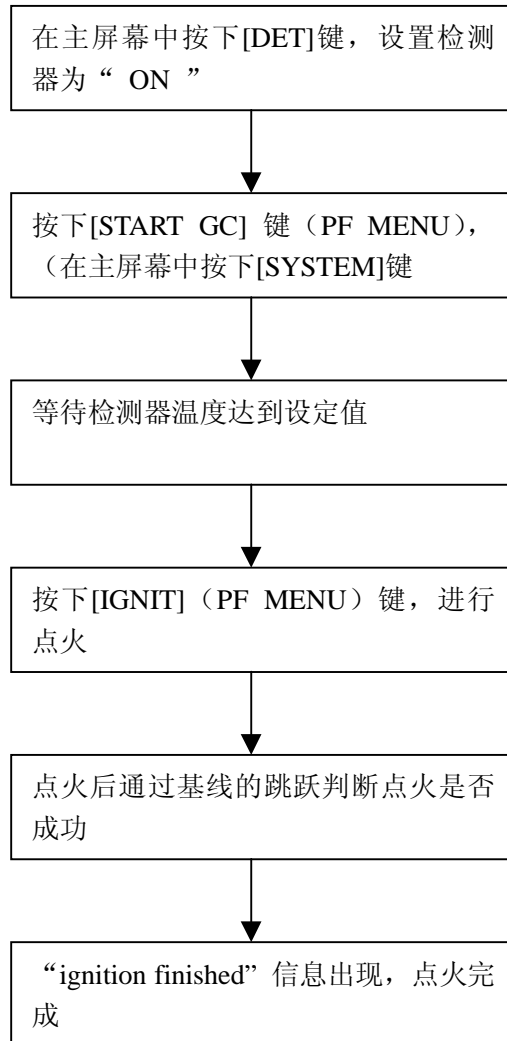 在主屏幕中按下[DET]键，设置检测
器为“ ON ”
按下[START GC] 键（PF MENU），
（在主屏幕中按下[SYSTEM]键
等待检测器温度达到设定值
按下[IGNIT]（PF MENU）键，进行
点火
点火后通过基线的跳跃判断点火是否
成功
“ignition finished” 信息出现，点火完
成